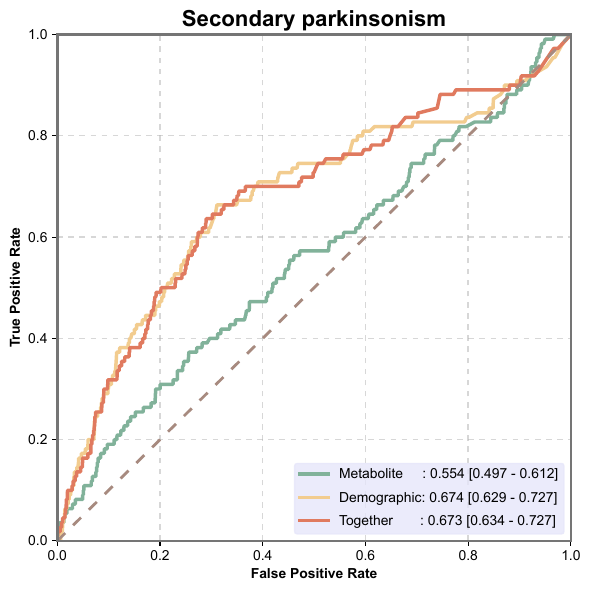 Secondary parkinsonism
True Positive Rate
1.0
0.8
0.6
0.4
0.2
0.0
Metabolite : 0.554 [0.497 - 0.612]
Demographic: 0.674 [0.629 - 0.727]
Together : 0.673 [0.634 - 0.727]
0.0 0.2 0.4 0.6 0.8 1.0
False Positive Rate